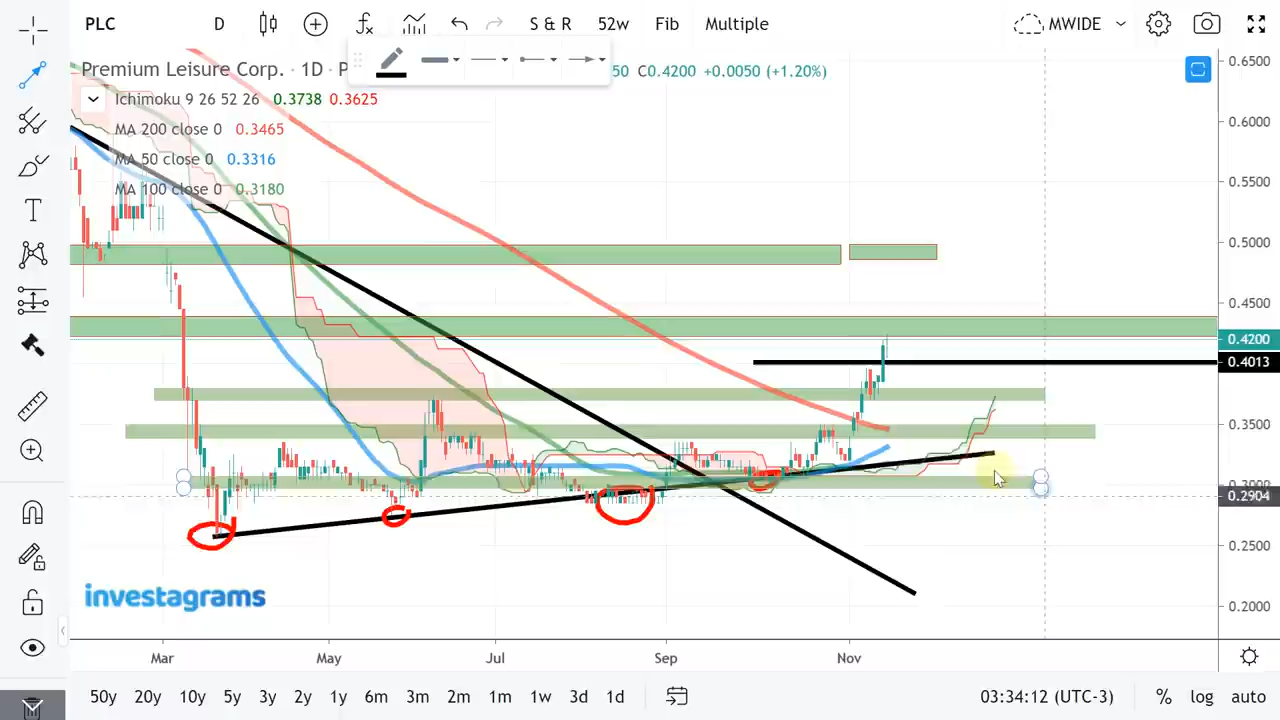 PLC D S & R 52w Fib Multiple MWIDE
Premium Leisure Corp. · 1D · P 50 C0.4200 +0.0050 (+1.20%)
Ichimoku 9 26 52 26 0.3738 0.3625
MA 200 close 0 0.3465
MA 50 close 0 0.3316
MA 100 close 0 0.3180
0.6500
0.6000
0.5500
0.5000
0.4500
0.4200
0.4013
0.3500
0.3000
0.2904
0.2500
0.2000
investagrams
Mar May Jul Sep Nov
50y 20y 10y 5y 3y 2y 1y 6m 3m 2m 1m 1w 3d 1d 03:34:12 (UTC-3) % log auto